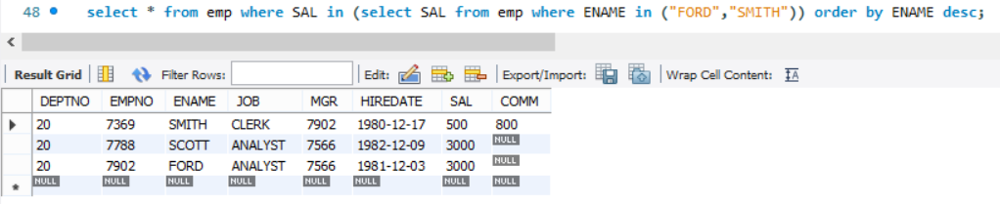 48 select * from emp where SAL in (select SAL from emp where ENAME in ("FORD","SMITH")) order by ENAME desc;
Result Grid Filter Rows: Edit: Export/Import: Wrap Cell Content: IA
DEPTNO EMPNO ENAME JOB MGR HIREDATE SAL COMM
20 7369 SMITH CLERK 7902 1980-12-17 500 800
20 7788 SCOTT ANALYST 7566 1982-12-09 3000 NULL
20 7902 FORD ANALYST 7566 1981-12-03 3000 NULL
NULL NULL NULL NULL NULL NULL NULL NULL